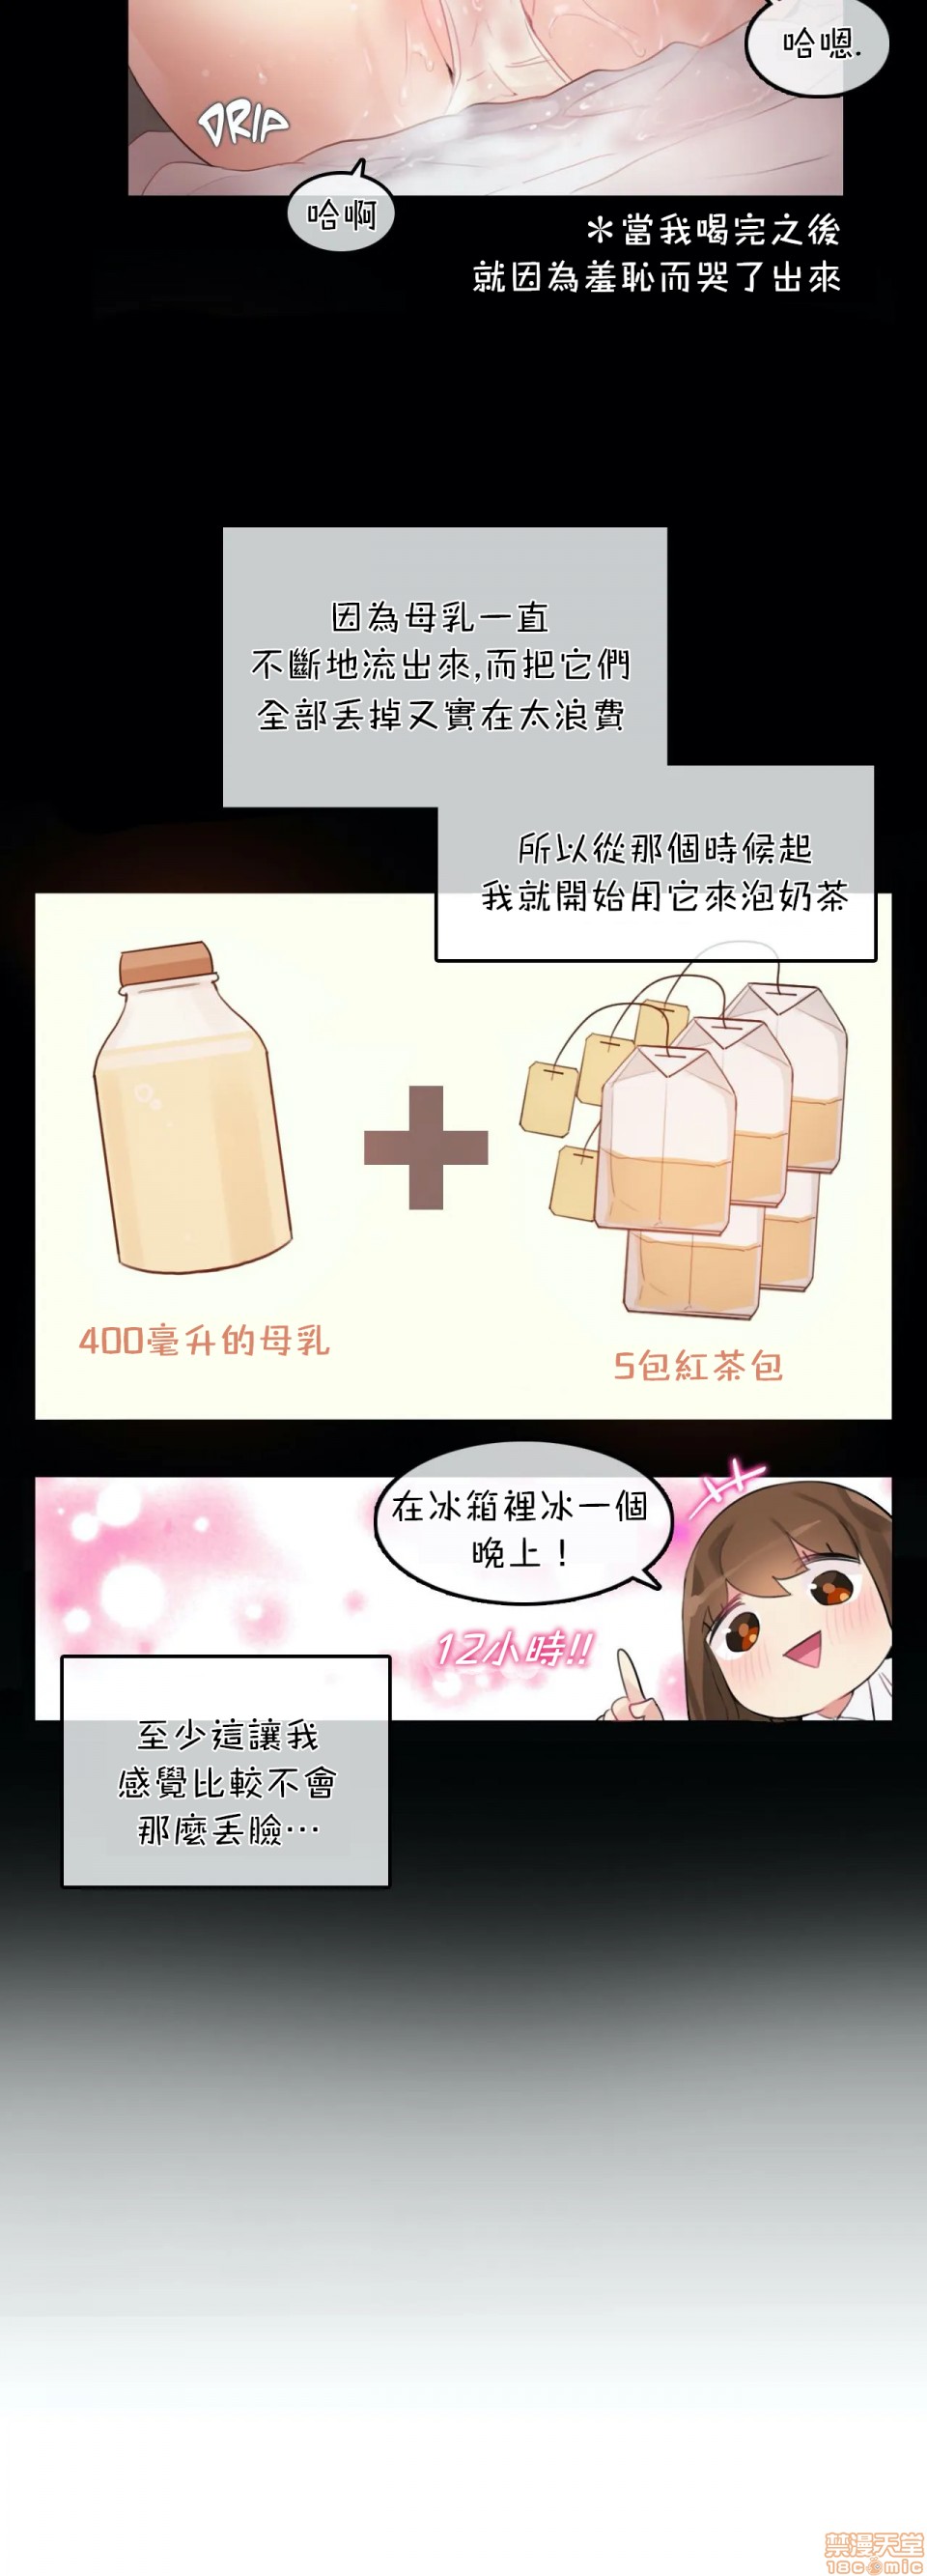 哈嗯.
DRIP
哈啊
＊當我喝完之後
就因為羞恥而哭了出來
因為母乳一直
不斷地流出來,而把它們
全部丟掉又實在太浪費
所以從那個時候起
我就開始用它來泡奶茶
400毫升的母乳
5包紅茶包
在冰箱裡冰一個
晚上！
12小時!!
至少這讓我
感覺比較不會
那麼丟臉…
禁漫天堂
18comic